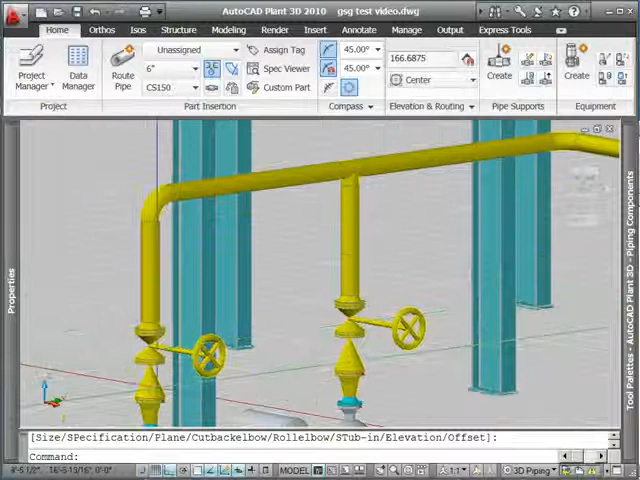 AutoCAD Plant 3D 2010 gsg test video.dwg
Home Orthos Isos Structure Modeling Render Insert Annotate Manage Output Express Tools
Unassigned
Assign Tag
45.00°
166.6875
Project
Manager
Data
Manager
Route
Pipe
6"
Spec Viewer
45.00°
Center
Create
Create
CS150
Custom Part
Project
Part Insertion
Compass
Elevation & Routing
Pipe Supports
Equipment
Properties
Tool Palettes - AutoCAD Plant 3D - Piping Components
[Size/SPecification/Plane/Cutbackelbow/Rollelbow/STub-in/Elevation/Offset]:
Command:
MODEL
1:1
3D Piping